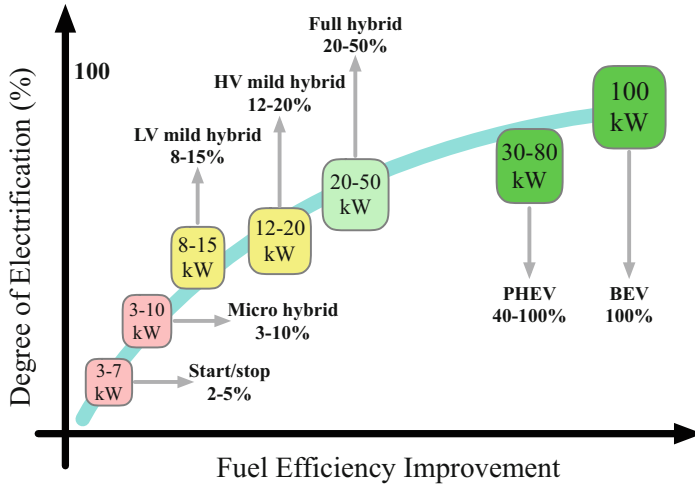 Degree of Electrification (%)
100
Full hybrid
20-50%
HV mild hybrid
12-20%
LV mild hybrid
8-15%
100
kW
30-80
kW
20-50
kW
12-20
kW
8-15
kW
3-10
kW
Micro hybrid
3-10%
PHEV
40-100%
BEV
100%
3-7
kW
Start/stop
2-5%
Fuel Efficiency Improvement